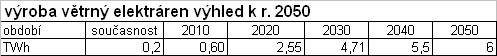 výroba větrný elektráren výhled k r. 2050
období současnost 2010 2020 2030 2040 2050
TWh 0,2 0,60 2,55 4,71 5,5 6